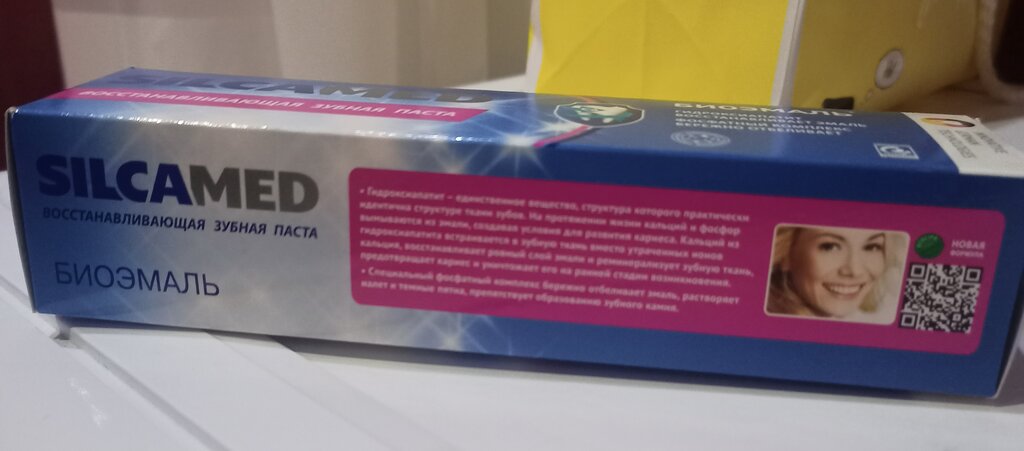 SILCAMED
ВОССТАНАВЛИВАЮЩАЯ ЗУБНАЯ ПАСТА
БИОЭМАЛЬ
SILCAMED
ВОССТАНАВЛИВАЮЩАЯ ЗУБНАЯ ПАСТА
БИОЭМАЛЬ
• Гидроксиапатит – единственное вещество, структура которого практически
идентична структуре ткани зубов. На протяжении жизни кальций и фосфор
вымываются из эмали, создавая условия для развития кариеса. Кальций из
гидроксиапатита встраивается в зубную ткань вместо утраченных ионов
кальция, восстанавливает ровный слой эмали и реминерализует зубную ткань,
предотвращает кариес и уничтожает его на ранней стадии возникновения.
• Специальный фосфатный комплекс бережно отбеливает эмаль, растворяет
налет и темные пятна, препятствует образованию зубного камня.
НОВАЯ
ФОРМУЛА